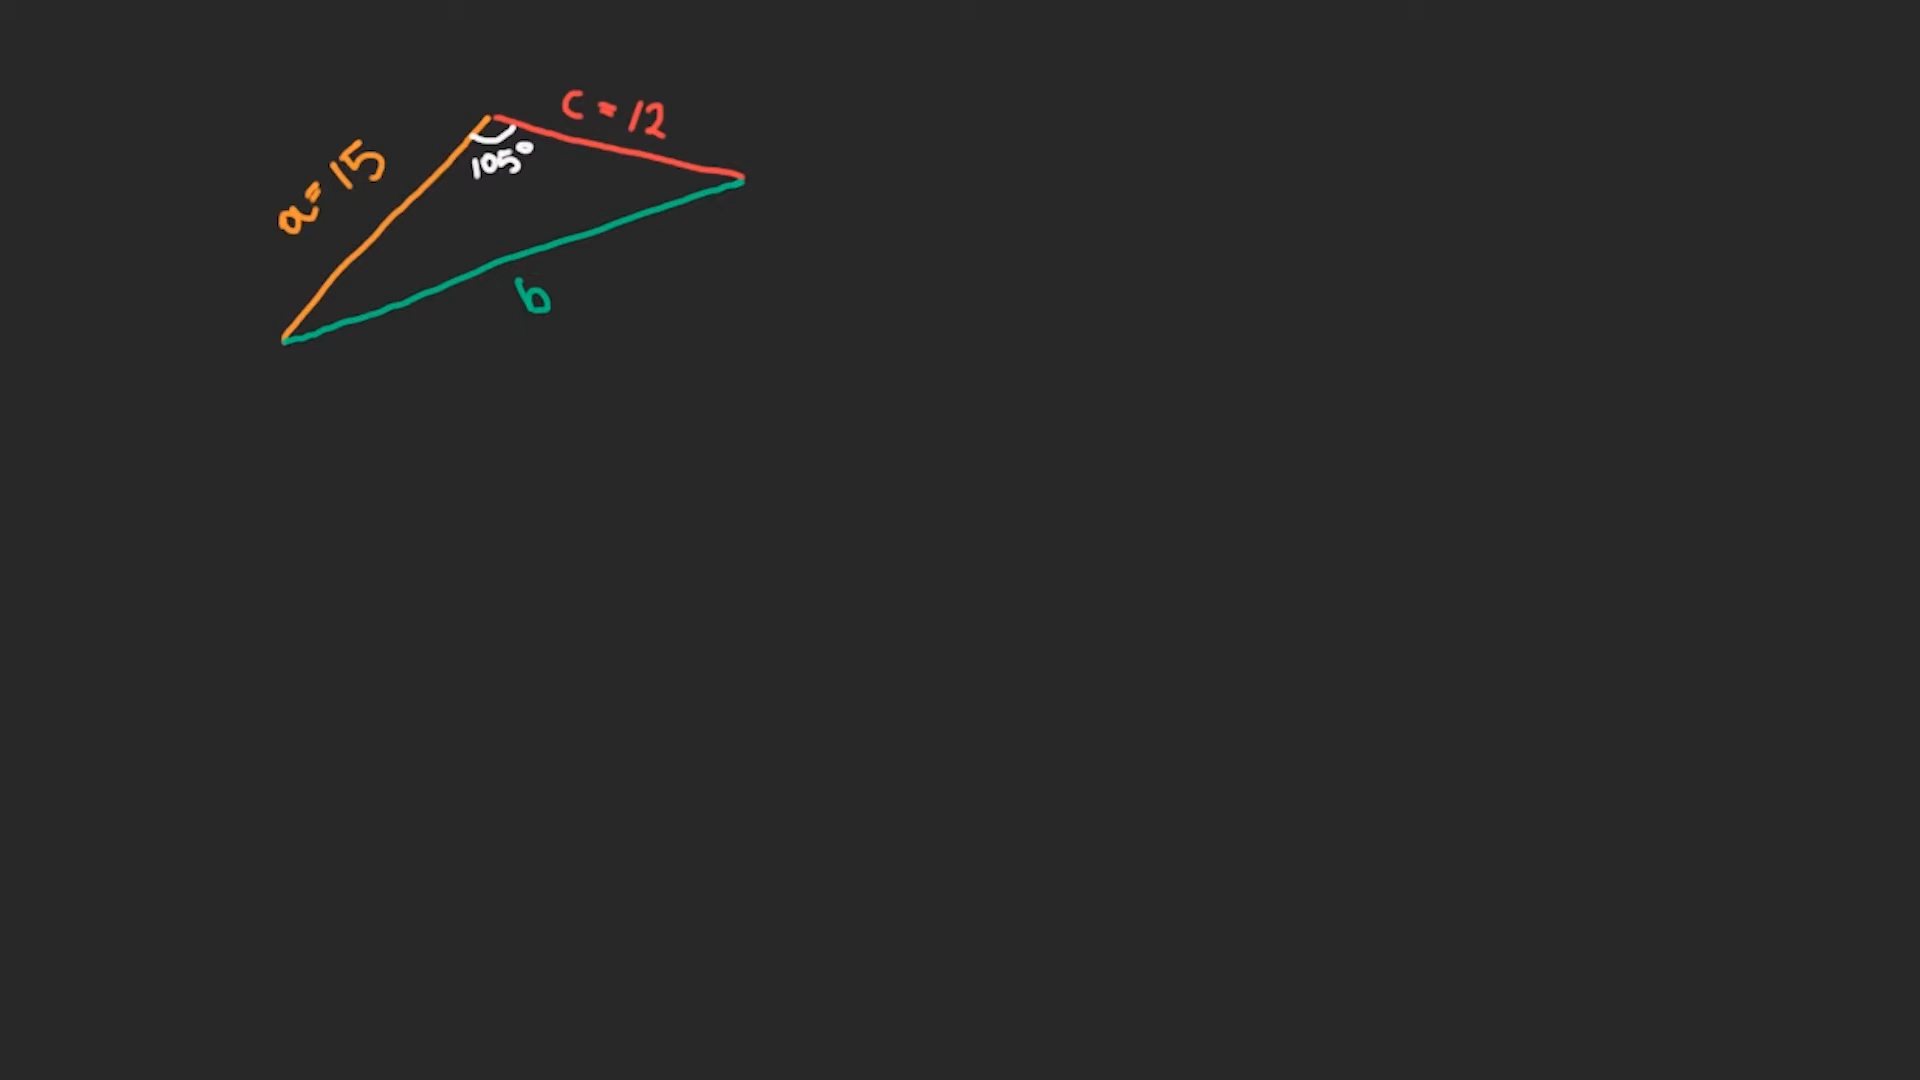 c = 12
a = 15
105°
b